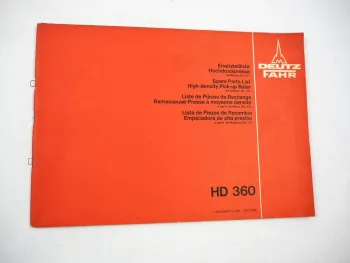 Ersatzteilliste
Hochdruckpresse
Spare Parts List
High density Pick-up Baler
Liste de Pièces de Rechange
Ramasseuse Presse à moyenne densité
Lista de Piezas de Recambio
Empacadora de alta presión
DEUTZ
FAHR
HD 360